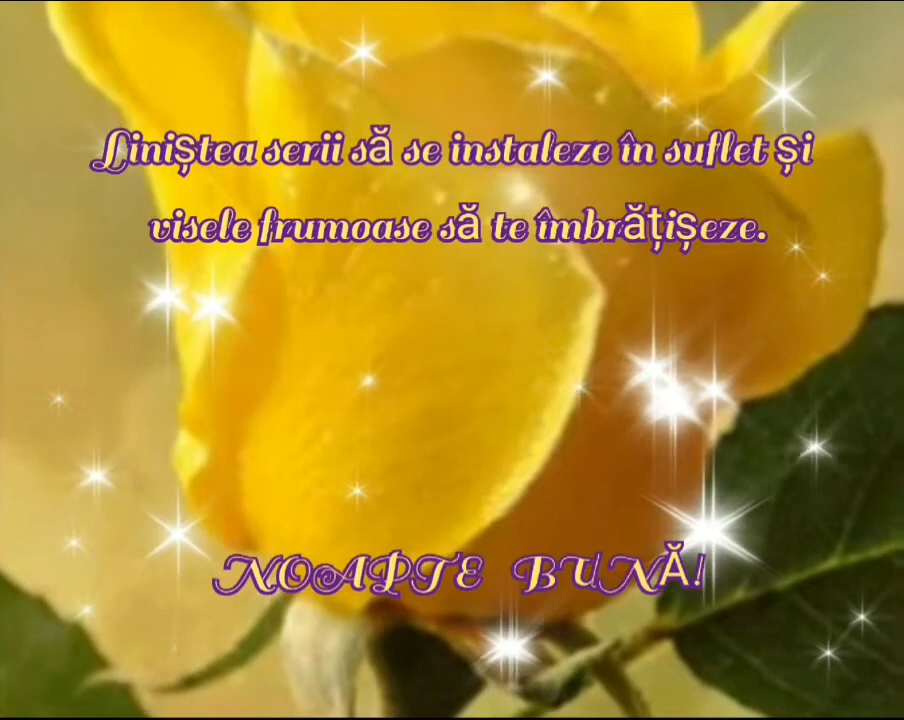 Liniștea serii să se instaleze în suflet și
visele frumoase să te îmbrățișeze.
NOAPTE BUNĂ!